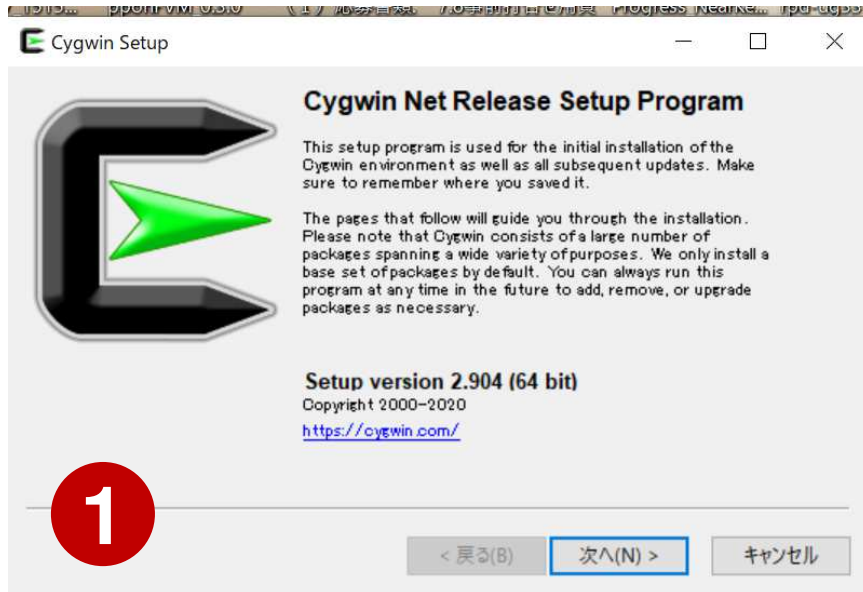 Cygwin Setup
Cygwin Net Release Setup Program
This setup program is used for the initial installation of the
Cygwin environment as well as all subsequent updates. Make
sure to remember where you saved it.
The pages that follow will guide you through the installation.
Please note that Cygwin consists of a large number of
packages spanning a wide variety of purposes. We only install a
base set of packages by default. You can always run this
program at any time in the future to add, remove, or upgrade
packages as necessary.
Setup version 2.904 (64 bit)
Copyright 2000-2020
https://cygwin.com/
1
< 戻る(B) 次へ(N) > キャンセル